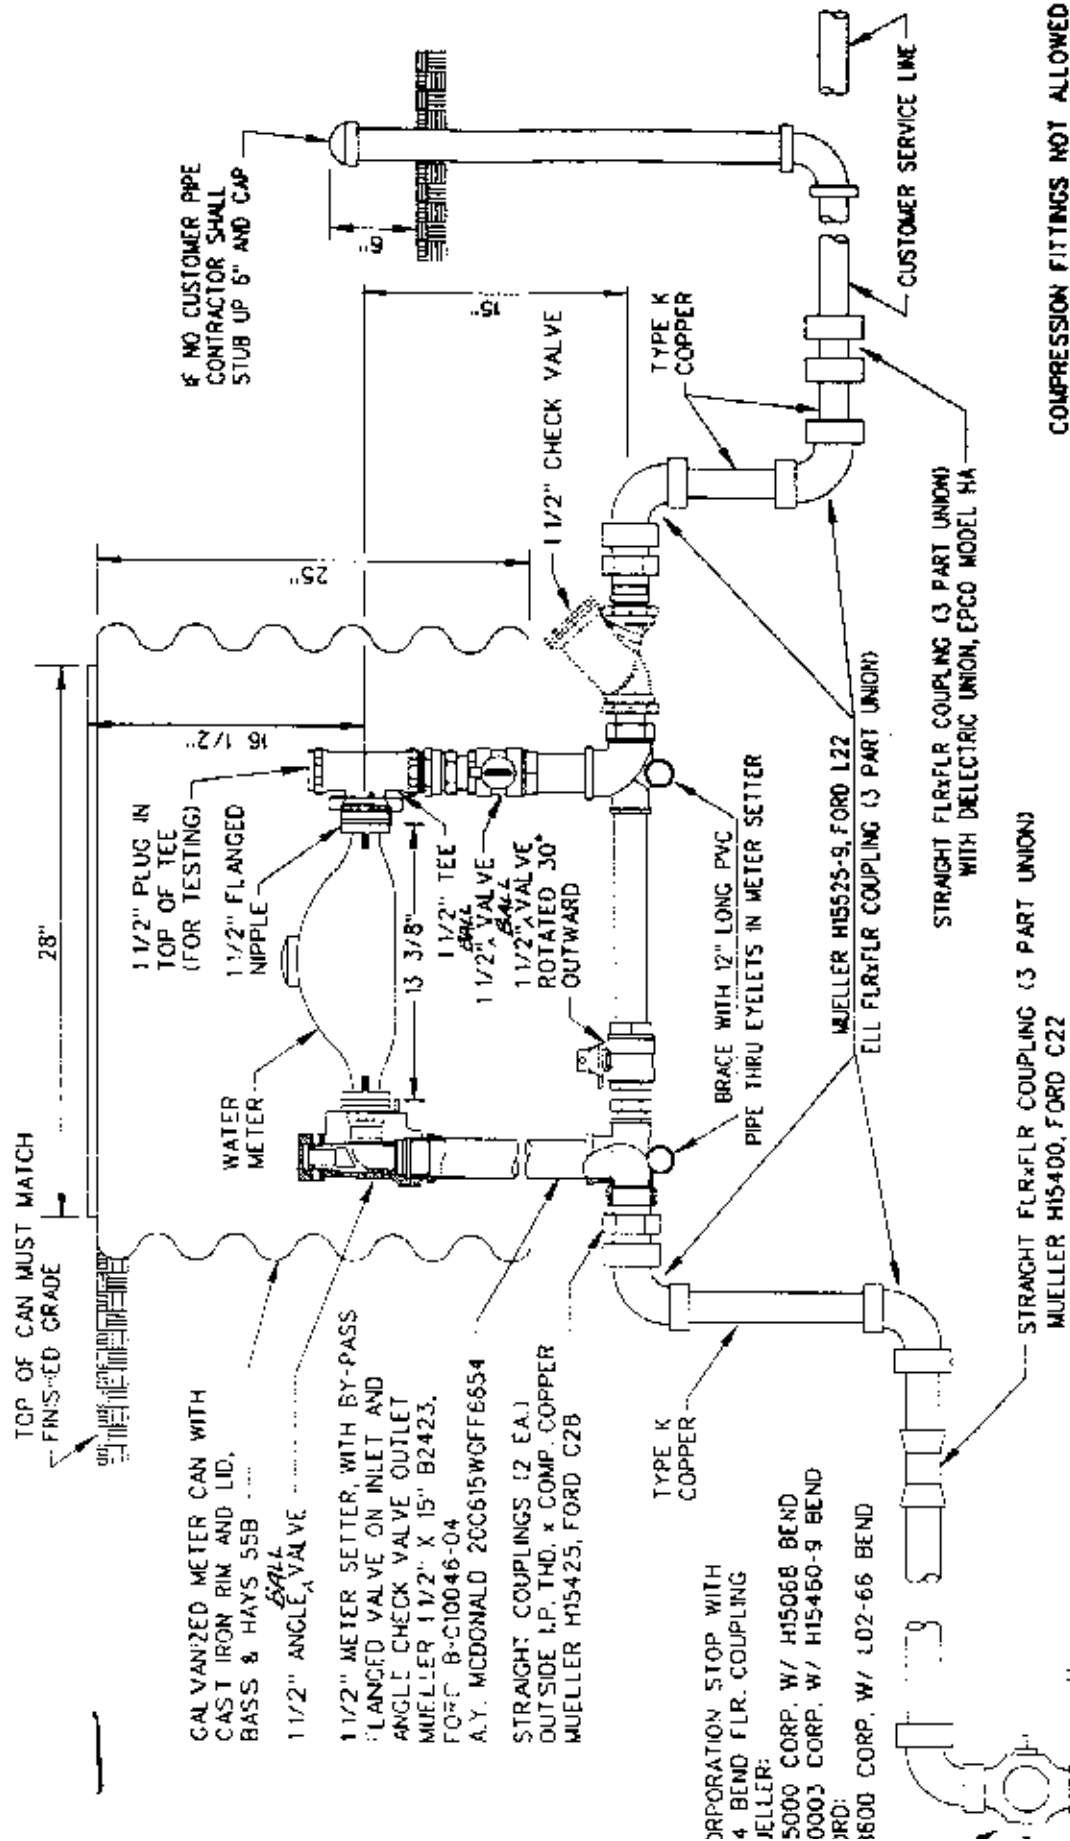 TOP OF CAN MUST MATCH
FINISHED GRADE
28"
GALVANIZED METER CAN WITH
CAST IRON RIM AND LID.
BASS & HAYS 55B
BALL
1 1/2" ANGLE VALVE
1 1/2" METER SETTER, WITH BY-PASS
FLANGED VALVE ON INLET AND
ANGLE CHECK VALVE OUTLET
MUELLER 1 1/2" X 15" B2423,
FORD
A.Y. MCDONALD
STRAIGHT COUPLINGS (2 EA.)
OUTSIDE I.P. THD. x COMP. COPPER
MUELLER H15425, FORD C28
WATER
METER
1 1/2" PLUG IN
TOP OF TEE
(FOR TESTING)
1 1/2" FLANGED
NIPPLE
16 1/2"
25"
15"
6"
13 3/8"
1 1/2" TEE
BALL
1 1/2" VALVE
BALL
1 1/2" VALVE
ROTATED 30°
OUTWARD
IF NO CUSTOMER PIPE
CONTRACTOR SHALL
STUB UP 6" AND CAP
1 1/2" CHECK VALVE
TYPE K
COPPER
CUSTOMER SERVICE LINE
BRACE WITH 12" LONG PVC
PIPE THRU EYELETS IN METER SETTER
MUELLER H15525-9, FORD L22
ELL FLRxFLR COUPLING (3 PART UNION)
STRAIGHT FLRxFLR COUPLING (3 PART UNION)
WITH DIELECTRIC UNION, EPCO MODEL HA
STRAIGHT FLRxFLR COUPLING (3 PART UNION)
MUELLER H15400, FORD C22
TYPE K
COPPER
ORPORATION STOP WITH
4 BEND FLR. COUPLING
UELLER:
5000 CORP. W/ H15068 BEND
0003 CORP. W/ H15460-9 BEND
ORD:
B600 CORP. W/ L02-66 BEND
COMPRESSION FITTINGS NOT ALLOWED